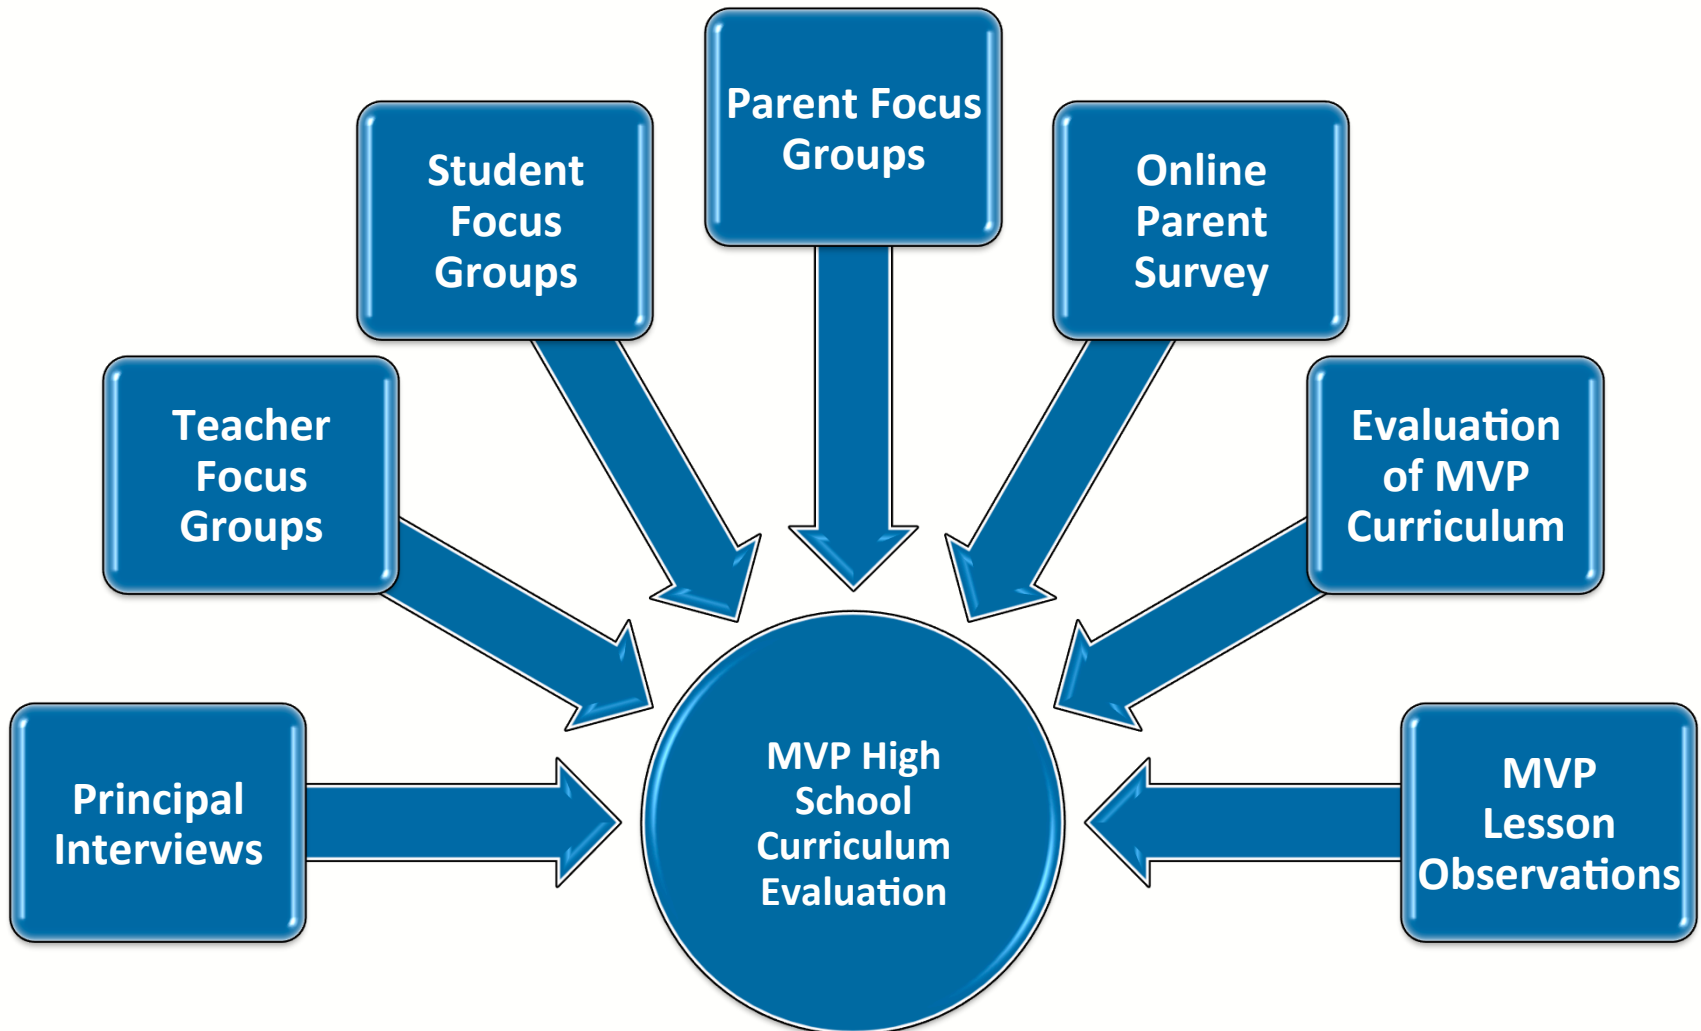 Parent Focus
Groups
Student
Focus
Groups
Online
Parent
Survey
Teacher
Focus
Groups
Evaluation
of MVP
Curriculum
Principal
Interviews
MVP High
School
Curriculum
Evaluation
MVP
Lesson
Observations